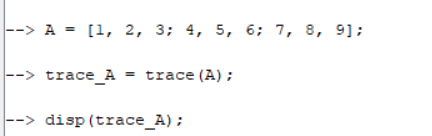 --> A = [1, 2, 3; 4, 5, 6; 7, 8, 9];
--> trace_A = trace(A);
--> disp(trace_A);